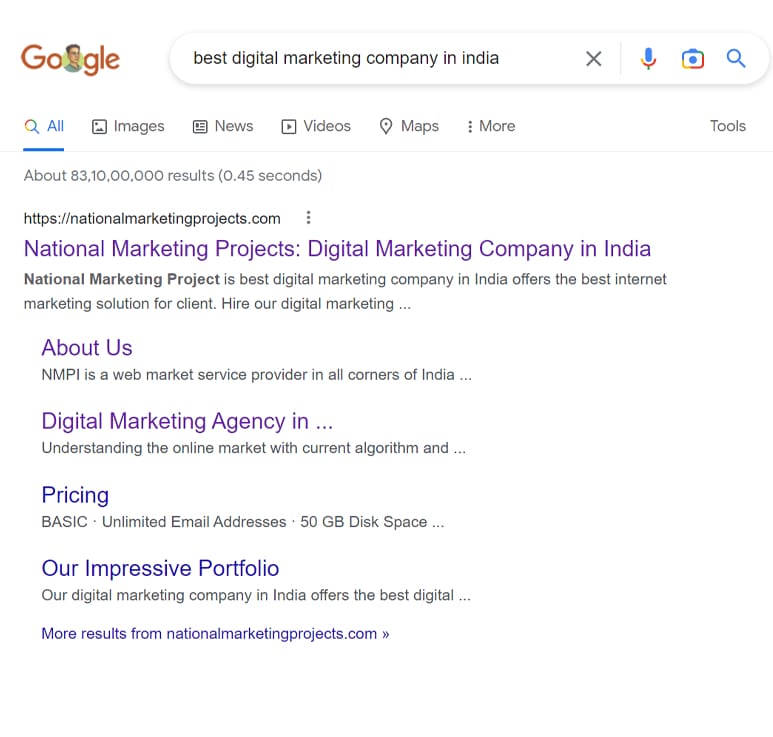 Google
best digital marketing company in india
All Images News Videos Maps More Tools
About 83,10,00,000 results (0.45 seconds)
https://nationalmarketingprojects.com
National Marketing Projects: Digital Marketing Company in India
National Marketing Project is best digital marketing company in India offers the best internet
marketing solution for client. Hire our digital marketing ...
About Us
NMPI is a web market service provider in all corners of India ...
Digital Marketing Agency in ...
Understanding the online market with current algorithm and ...
Pricing
BASIC · Unlimited Email Addresses · 50 GB Disk Space ...
Our Impressive Portfolio
Our digital marketing company in India offers the best digital ...
More results from nationalmarketingprojects.com »